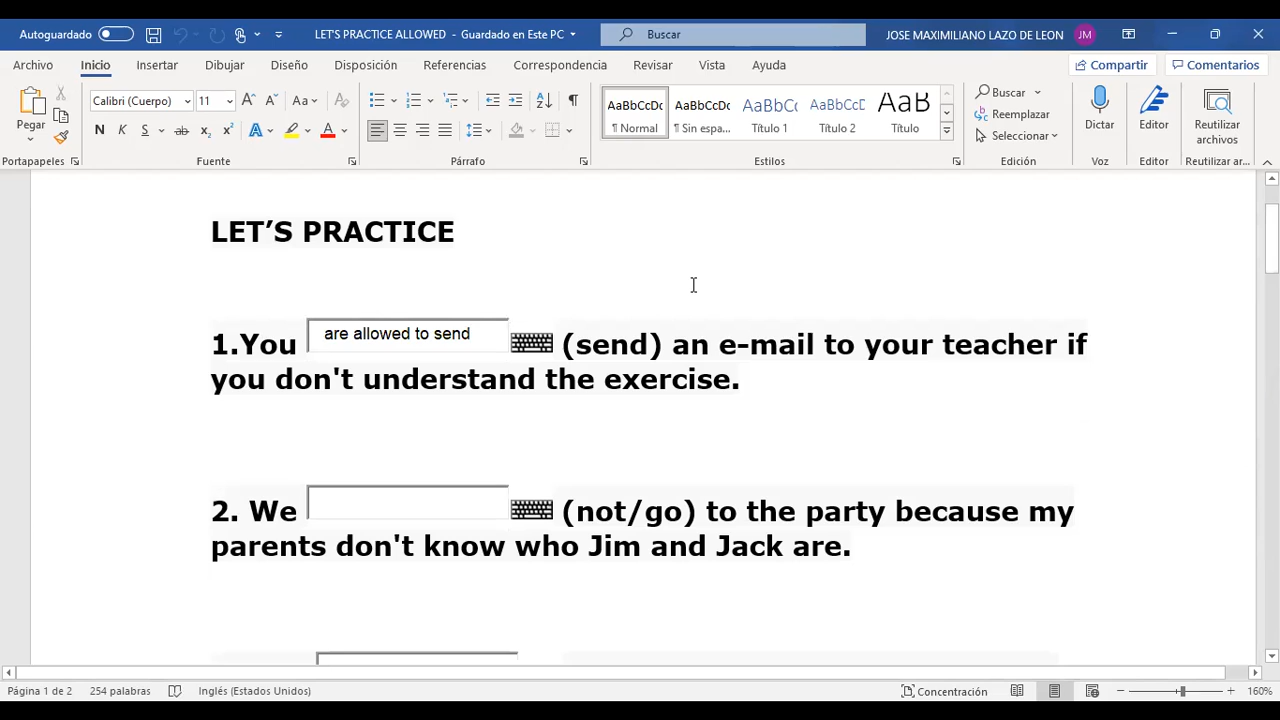 Autoguardado LET'S PRACTICE ALLOWED - Guardado en Este PC Buscar JOSE MAXIMILIANO LAZO DE LEON JM
Archivo Inicio Insertar Dibujar Diseño Disposición Referencias Correspondencia Revisar Vista Ayuda Compartir Comentarios
Pegar
Portapapeles
Calibri (Cuerpo) 11
N K S ab x₂ x²
Fuente
Párrafo
AaBbCcDc AaBbCcDc AaBbCc AaBbCcD AaB
¶ Normal ¶ Sin espa... Título 1 Título 2 Título
Estilos
Buscar
Reemplazar
Seleccionar
Edición
Dictar
Voz
Editor
Editor
Reutilizar archivos
Reutilizar ar...
LET’S PRACTICE
1.You are allowed to send (send) an e-mail to your teacher if
you don't understand the exercise.
2. We (not/go) to the party because my
parents don't know who Jim and Jack are.
Página 1 de 2 254 palabras Inglés (Estados Unidos) Concentración 160%